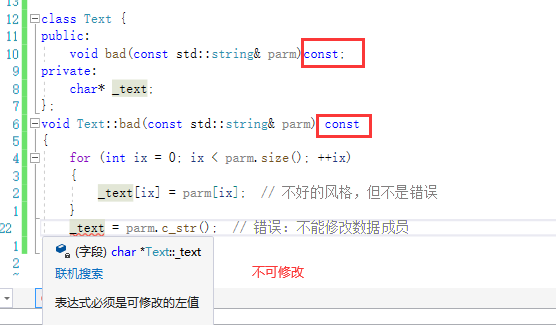 13
12 class Text {
11 public:
10 void bad(const std::string& parm)const;
9 private:
8 char* _text;
7 };
6 void Text::bad(const std::string& parm) const
5 {
4 for (int ix = 0; ix < parm.size(); ++ix)
3 {
2 _text[ix] = parm[ix]; // 不好的风格，但不是错误
1 }
22 _text = parm.c_str(); // 错误：不能修改数据成员
1
2
~
(字段) char *Text::_text
联机搜索
表达式必须是可修改的左值
不可修改